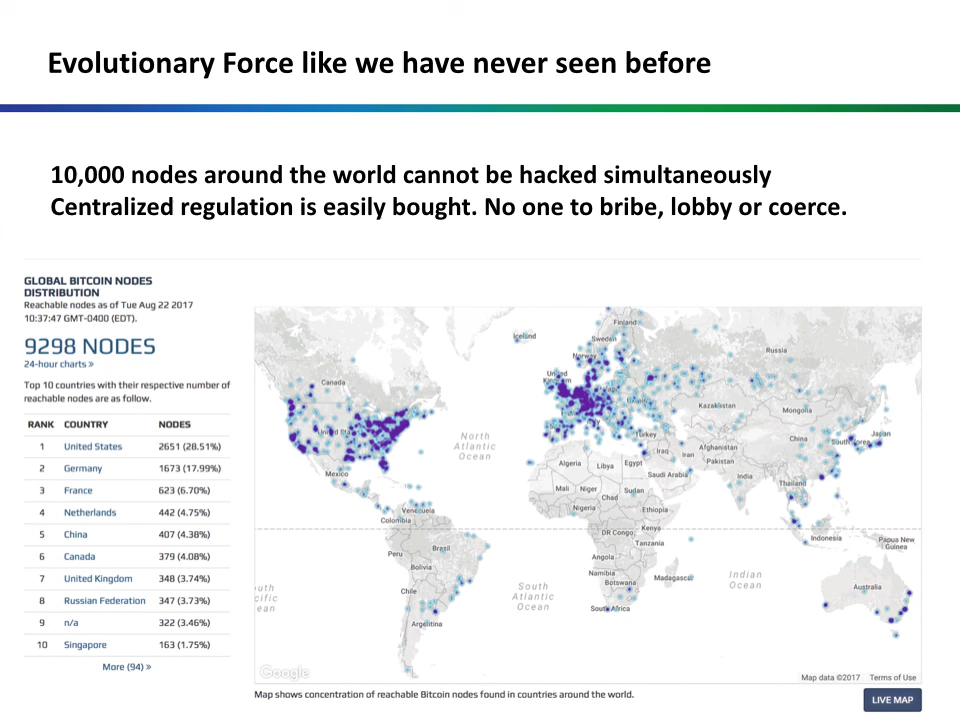 Evolutionary Force like we have never seen before
10,000 nodes around the world cannot be hacked simultaneously
Centralized regulation is easily bought. No one to bribe, lobby or coerce.
GLOBAL BITCOIN NODES
DISTRIBUTION
Reachable nodes as of Tue Aug 22 2017
10:37:47 GMT-0400 (EDT).
9298 NODES
24-hour charts »
Top 10 countries with their respective number of
reachable nodes are as follow.
RANK COUNTRY NODES
1 United States 2651 (28.51%)
2 Germany 1673 (17.99%)
3 France 623 (6.70%)
4 Netherlands 442 (4.75%)
5 China 407 (4.38%)
6 Canada 379 (4.08%)
7 United Kingdom 348 (3.74%)
8 Russian Federation 347 (3.73%)
9 n/a 322 (3.46%)
10 Singapore 163 (1.75%)
More (94) »
Iceland
Finland
Sweden
Norway
Russia
Canada
United
Kazakhstan
Mongolia
North
Atlantic
Ocean
Turkey
China
South Korea
Japan
Iraq
Iran
Afghanistan
Pakistan
Mexico
Algeria
Libya
Egypt
Saudi Arabia
India
Thailand
Mali
Niger
Chad
Sudan
Nigeria
Ethiopia
Venezuela
Colombia
DR Congo
Kenya
Tanzania
Indonesia
Papua New
Guinea
Peru
Brazil
Bolivia
Angola
Namibia
Botswana
Madagascar
Indian
Ocean
Chile
South
Atlantic
Ocean
South Africa
Australia
Argentina
uth
cific
ean
Google
Map data ©2017 Terms of Use
Map shows concentration of reachable Bitcoin nodes found in countries around the world.
LIVE MAP